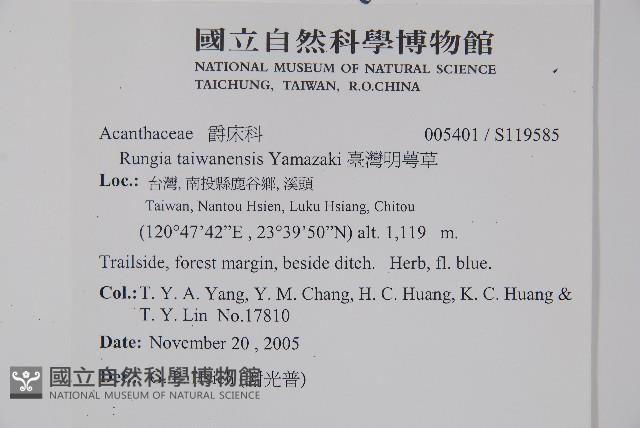 國立自然科學博物館
NATIONAL MUSEUM OF NATURAL SCIENCE
TAICHUNG, TAIWAN, R.O.CHINA
Acanthaceae 爵床科 005401 / S119585
Rungia taiwanensis Yamazaki 臺灣明萼草
Loc.: 台灣, 南投縣鹿谷鄉, 溪頭
Taiwan, Nantou Hsien, Luku Hsiang, Chitou
(120°47'42”E , 23°39'50”N) alt. 1,119 m.
Trailside, forest margin, beside ditch. Herb, fl. blue.
Col.: T. Y. A. Yang, Y. M. Chang, H. C. Huang, K. C. Huang &
T. Y. Lin No.17810
Date: November 20 , 2005
光普)
國立自然科學博物館
NATIONAL MUSEUM OF NATURAL SCIENCE